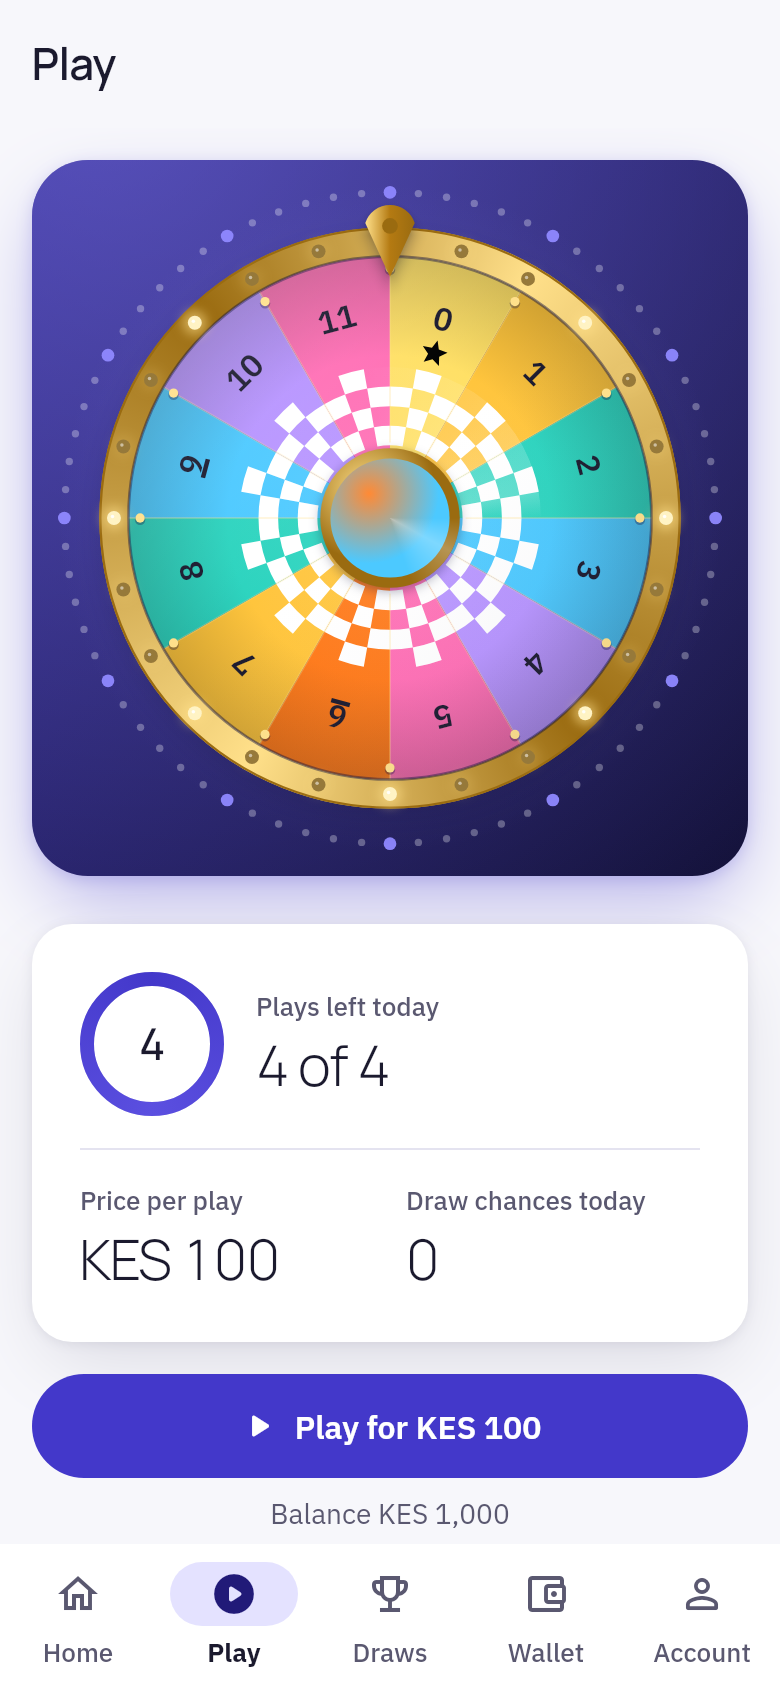 Play
0
1
2
3
4
5
6
7
8
9
10
11
4
Plays left today
4 of 4
Price per play
KES 100
Draw chances today
0
Play for KES 100
Balance KES 1,000
Home
Play
Draws
Wallet
Account